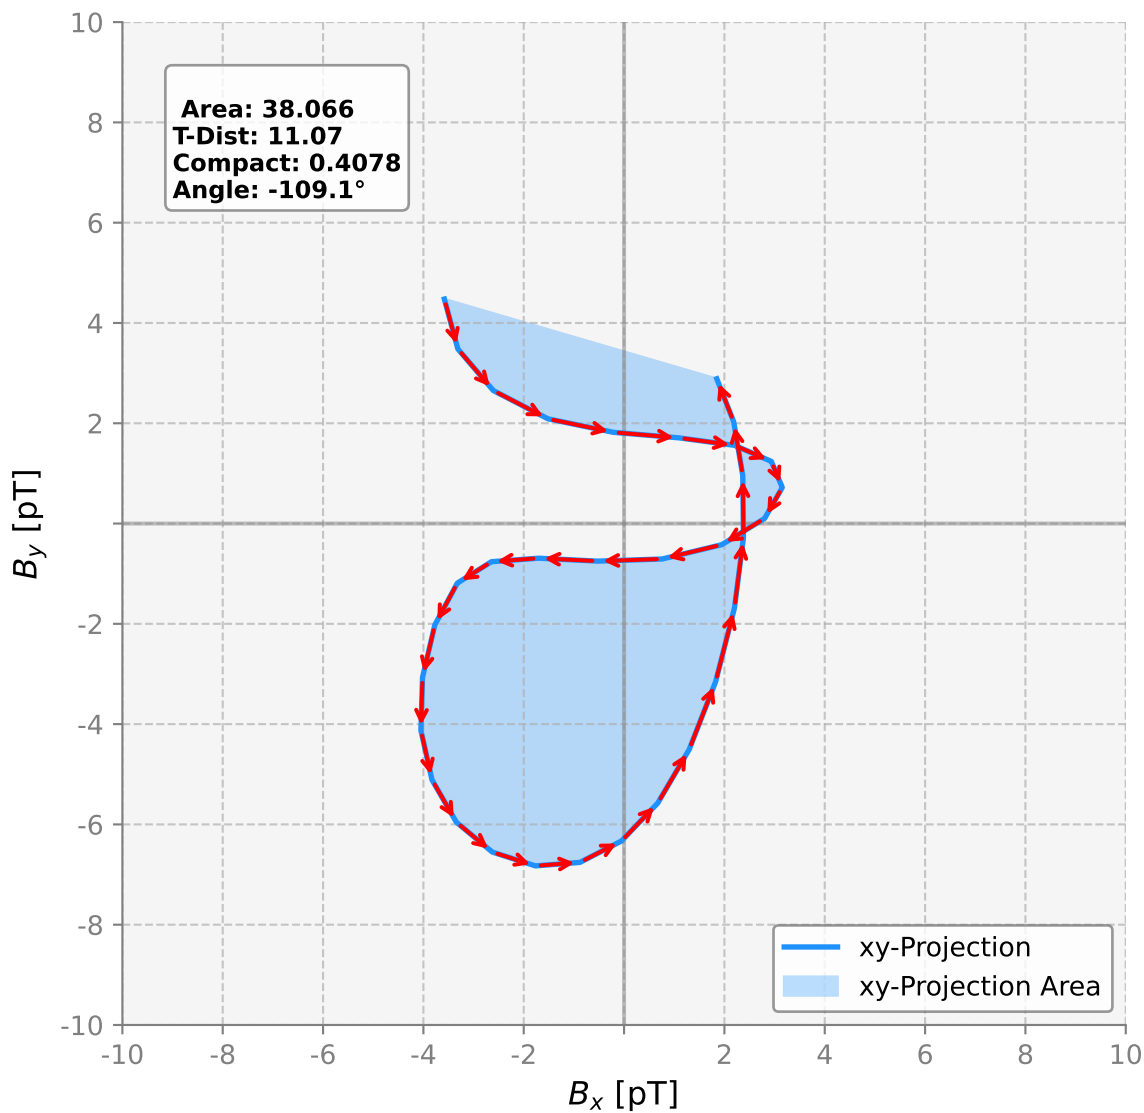 10
8
6
4
2
-2
-4
-6
-8
-10
-10
-8
-6
-4
-2
2
4
6
8
10
B_y [pT]
B_x [pT]
Area: 38.066
T-Dist: 11.07
Compact: 0.4078
Angle: -109.1°
xy-Projection
xy-Projection Area